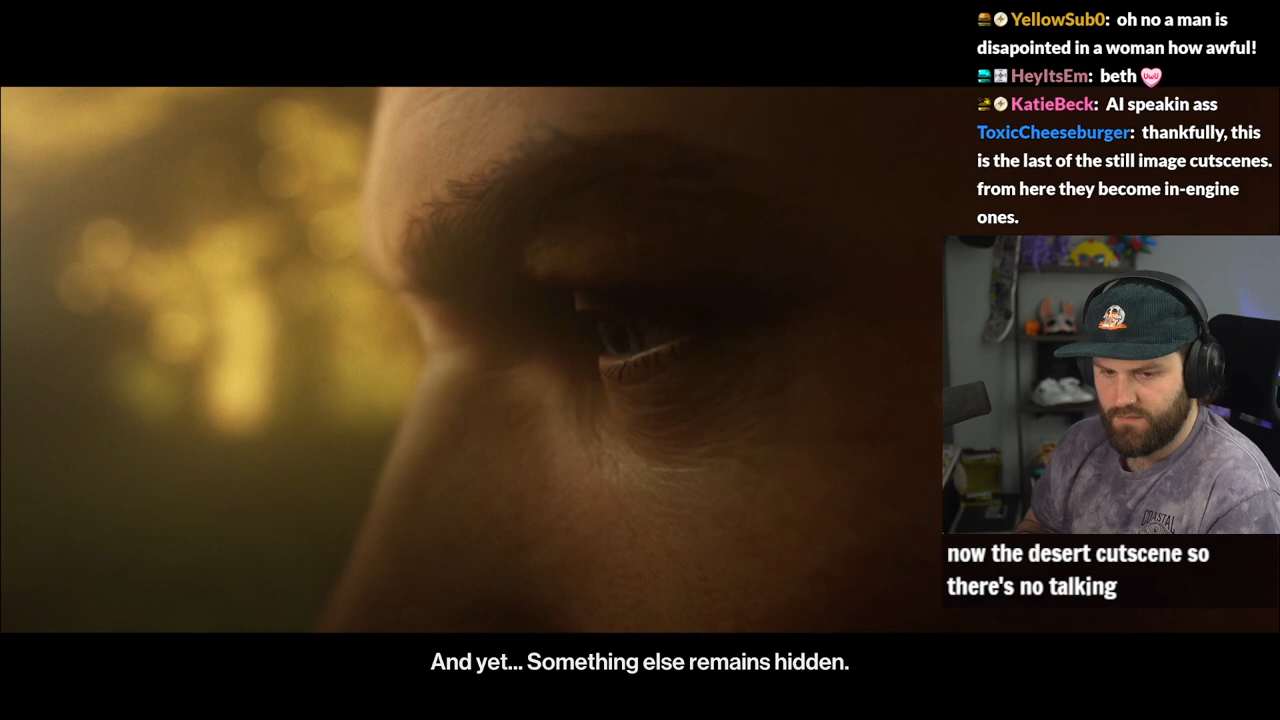 YellowSub0: oh no a man is
disapointed in a woman how awful!
HeyItsEm: beth
KatieBeck: AI speakin ass
ToxicCheeseburger: thankfully, this
is the last of the still image cutscenes.
from here they become in-engine
ones.
COASTAL
now the desert cutscene so
there's no talking
And yet... Something else remains hidden.